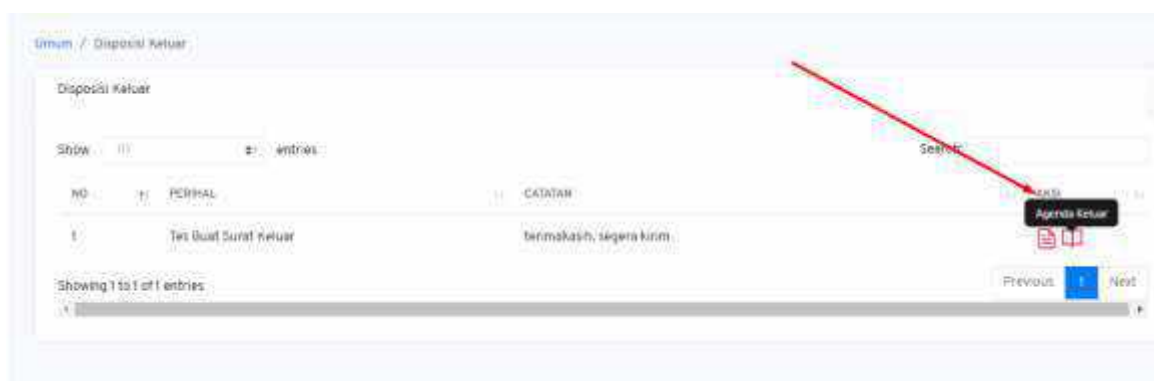 Umum / Disposisi Keluar
Disposisi Keluar
Show 10 entries
Search:
NO PERIHAL CATATAN AKSI
Agenda Keluar
1 Tes Buat Surat Keluar terimakasih, segera kirim
Showing 1 to 1 of 1 entries
Previous 1 Next